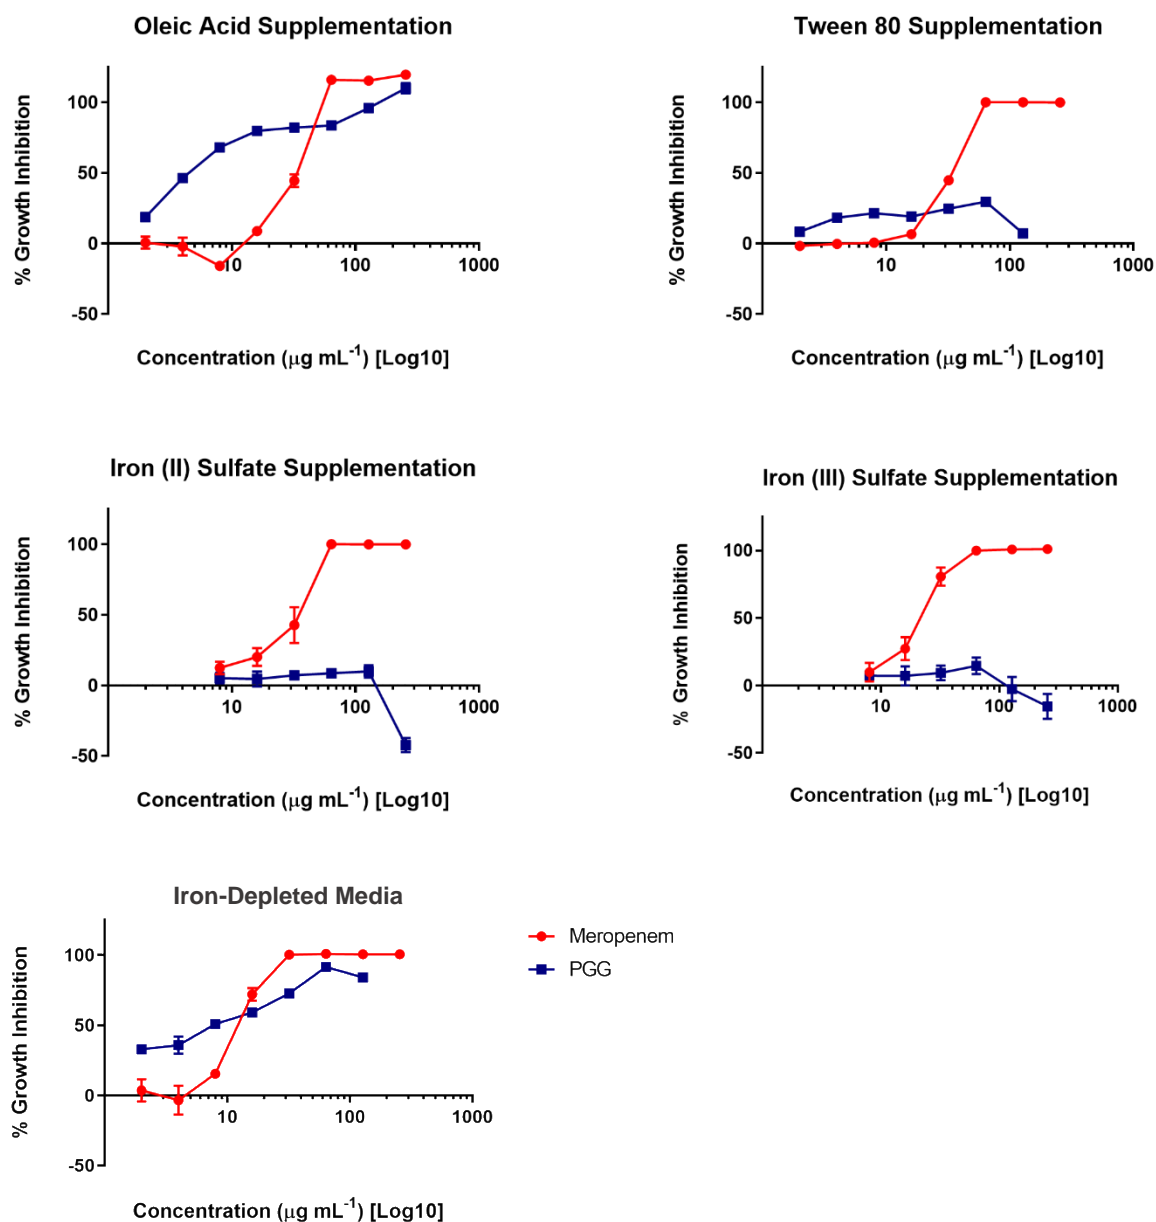 Oleic Acid Supplementation
% Growth Inhibition
100
50
0
-50
10
100
1000
Concentration (μg mL⁻¹) [Log10]
Tween 80 Supplementation
% Growth Inhibition
100
50
0
-50
10
100
1000
Concentration (μg mL⁻¹) [Log10]
Iron (II) Sulfate Supplementation
% Growth Inhibition
100
50
0
-50
10
100
1000
Concentration (μg mL⁻¹) [Log10]
Iron (III) Sulfate Supplementation
% Growth Inhibition
100
50
0
-50
10
100
1000
Concentration (μg mL⁻¹) [Log10]
Iron-Depleted Media
% Growth Inhibition
100
50
0
-50
10
100
1000
Concentration (μg mL⁻¹) [Log10]
Meropenem
PGG